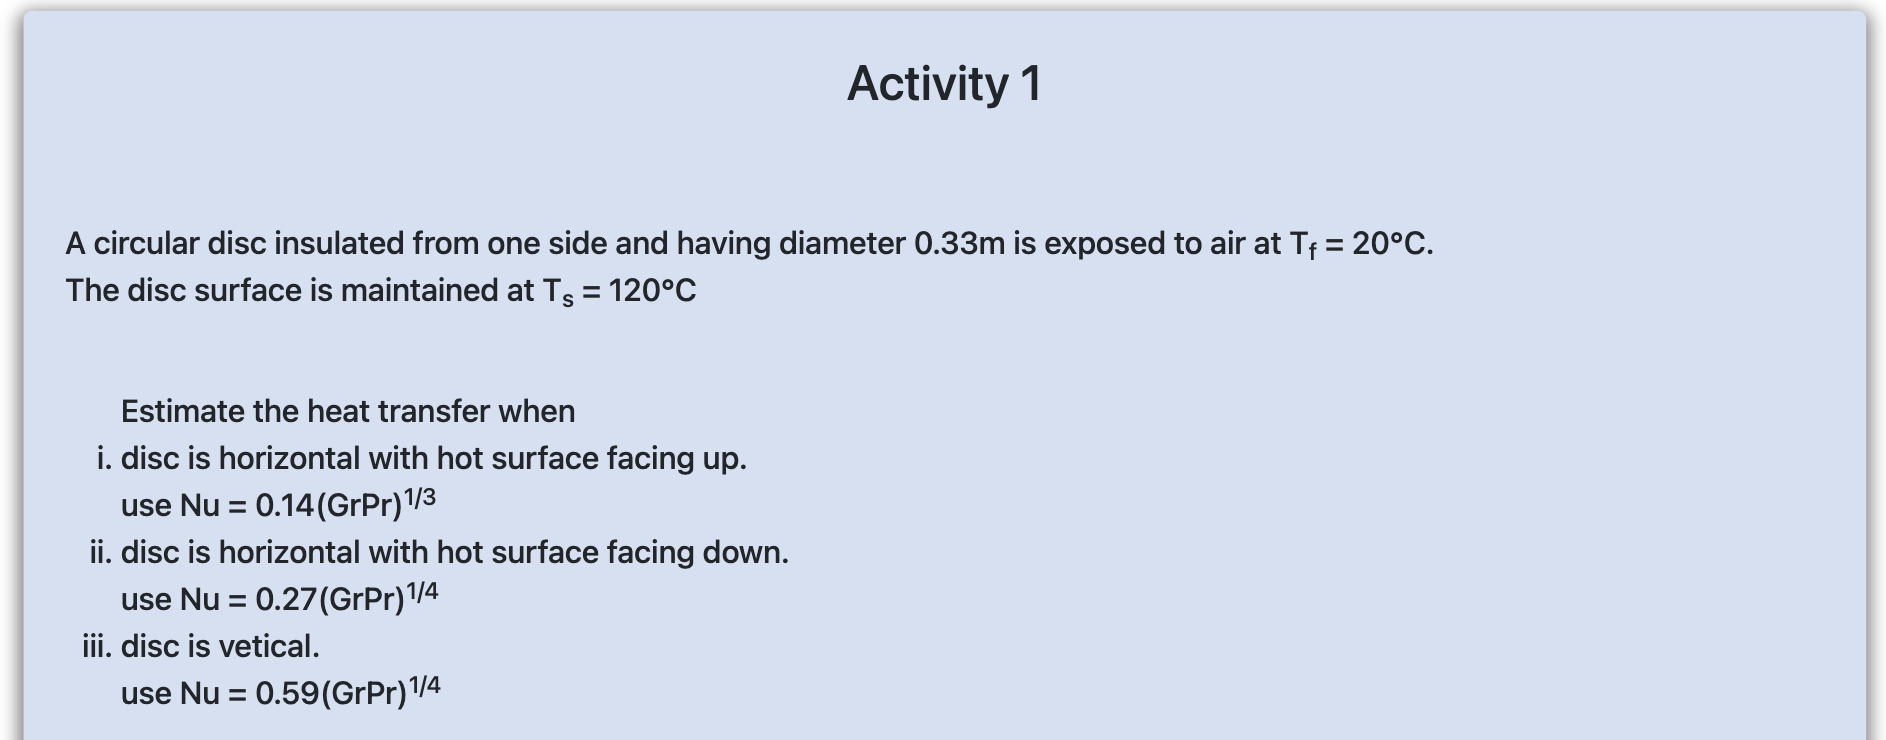 Activity 1
A circular disc insulated from one side and having diameter 0.33m is exposed to air at T_f = 20°C.
The disc surface is maintained at T_s = 120°C
Estimate the heat transfer when
i. disc is horizontal with hot surface facing up.
use Nu = 0.14(GrPr)^1/3
ii. disc is horizontal with hot surface facing down.
use Nu = 0.27(GrPr)^1/4
iii. disc is vetical.
use Nu = 0.59(GrPr)^1/4